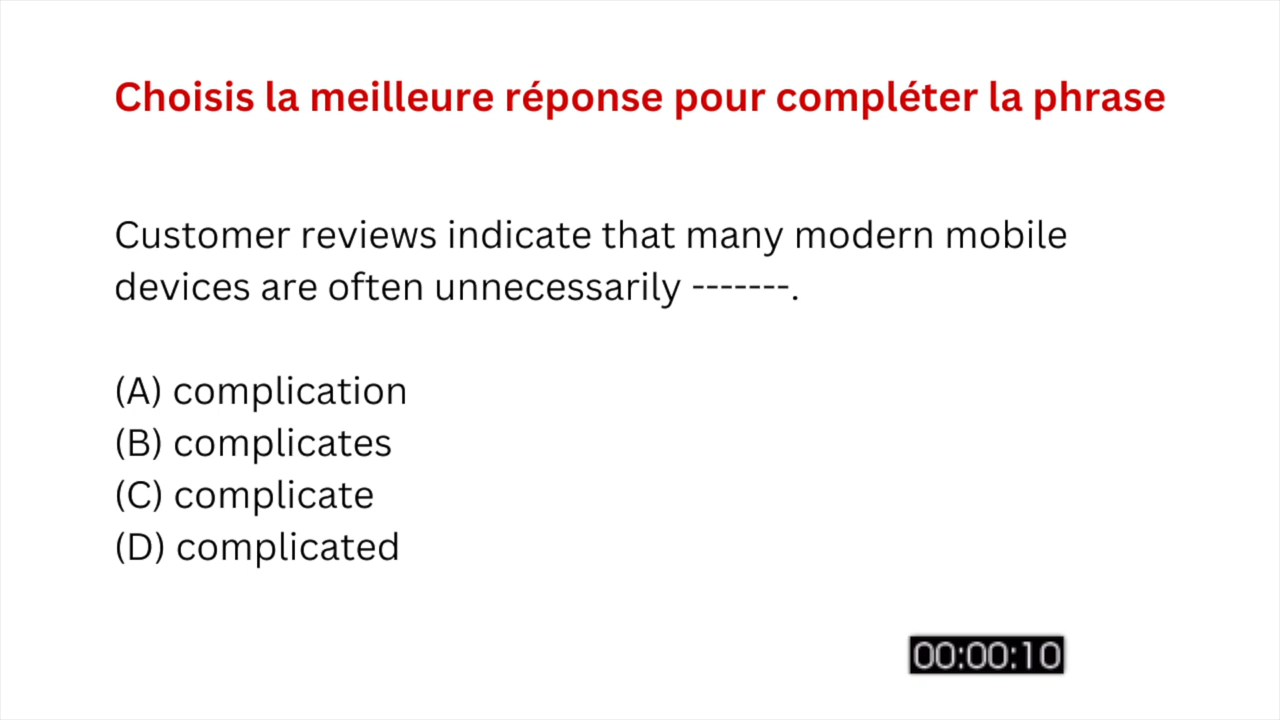 Choisis la meilleure réponse pour compléter la phrase
Customer reviews indicate that many modern mobile
devices are often unnecessarily -------.
(A) complication
(B) complicates
(C) complicate
(D) complicated
00:00:10